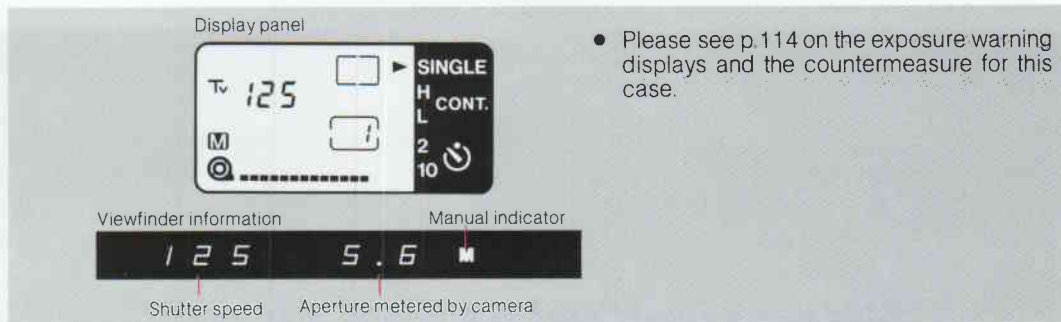 Display panel
Tv 125
SINGLE
H
CONT.
L
M
1
2
10
● Please see p.114 on the exposure warning
displays and the countermeasure for this
case.
Viewfinder information
Manual indicator
125 5.6 M
Shutter speed
Aperture metered by camera